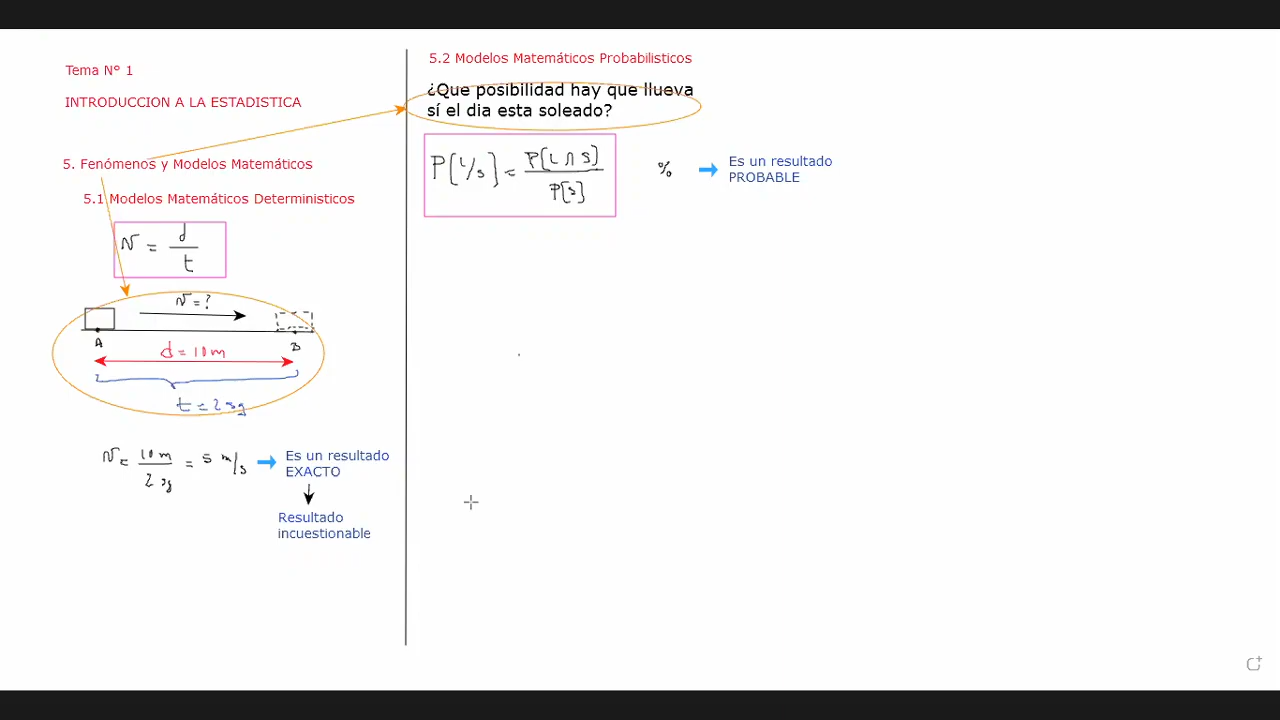 Tema N° 1
INTRODUCCION A LA ESTADISTICA
5. Fenómenos y Modelos Matemáticos
5.1 Modelos Matemáticos Deterministicos
v = d / t
v = ?
A
B
d = 10 m
t = 2 sg
v = 10 m / 2 sg = 5 m/s
Es un resultado
EXACTO
Resultado
incuestionable
5.2 Modelos Matemáticos Probabilisticos
¿Que posibilidad hay que llueva
sí el dia esta soleado?
P[L/S] = P[L ∩ S] / P[S]
%
Es un resultado
PROBABLE